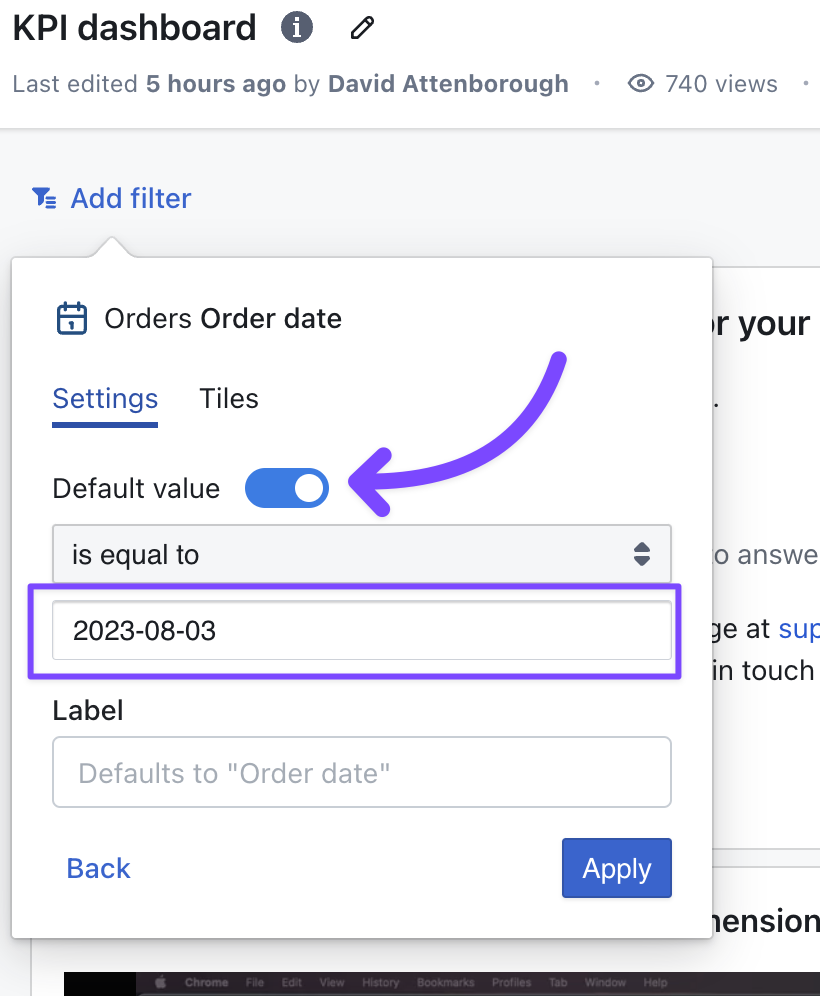 KPI dashboard
Last edited 5 hours ago by David Attenborough · 740 views ·
Add filter
Orders Order date
or your
Settings Tiles
.
Default value
is equal to
to answe
2023-08-03
ge at sup
in touch
Label
Defaults to "Order date"
Back Apply
mension
Chrome File Edit View History Bookmarks Profiles Tab Window Help